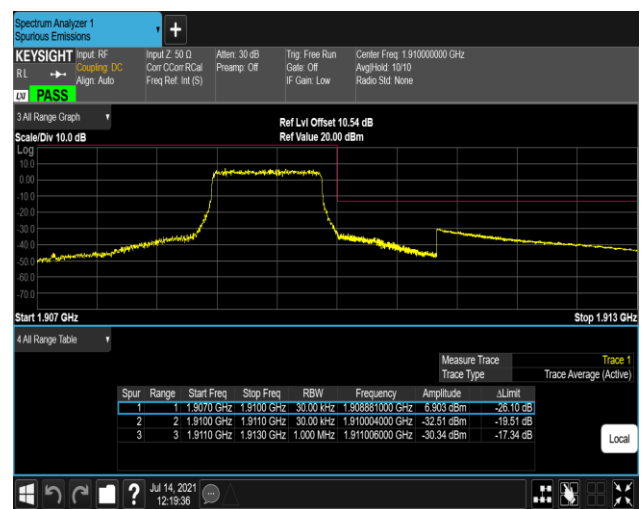 Spectrum Analyzer 1
Spurious Emissions
KEYSIGHT Input: RF Input Z: 50 Ω Atten: 30 dB Trig: Free Run Center Freq: 1.910000000 GHz
RL Coupling: DC Corr CCorr RCal Preamp: Off Gate: Off Avg|Hold: 10/10
Align: Auto Freq Ref: Int (S) IF Gain: Low Radio Std: None
LXI PASS
3 All Range Graph
Ref Lvl Offset 10.54 dB
Scale/Div 10.0 dB Ref Value 20.00 dBm
Log
10.0
0.00
-10.0
-20.0
-30.0
-40.0
-50.0
-60.0
-70.0
Start 1.907 GHz Stop 1.913 GHz
4 All Range Table
Measure Trace Trace 1
Trace Type Trace Average (Active)
Spur Range Start Freq Stop Freq RBW Frequency Amplitude ΔLimit
1 1 1.9070 GHz 1.9100 GHz 30.00 kHz 1.908881000 GHz 6.903 dBm -26.10 dB
2 2 1.9100 GHz 1.9110 GHz 30.00 kHz 1.910004000 GHz -32.51 dBm -19.51 dB
3 3 1.9110 GHz 1.9130 GHz 1.000 MHz 1.911006000 GHz -30.34 dBm -17.34 dB
Local
? Jul 14, 2021
12:19:36